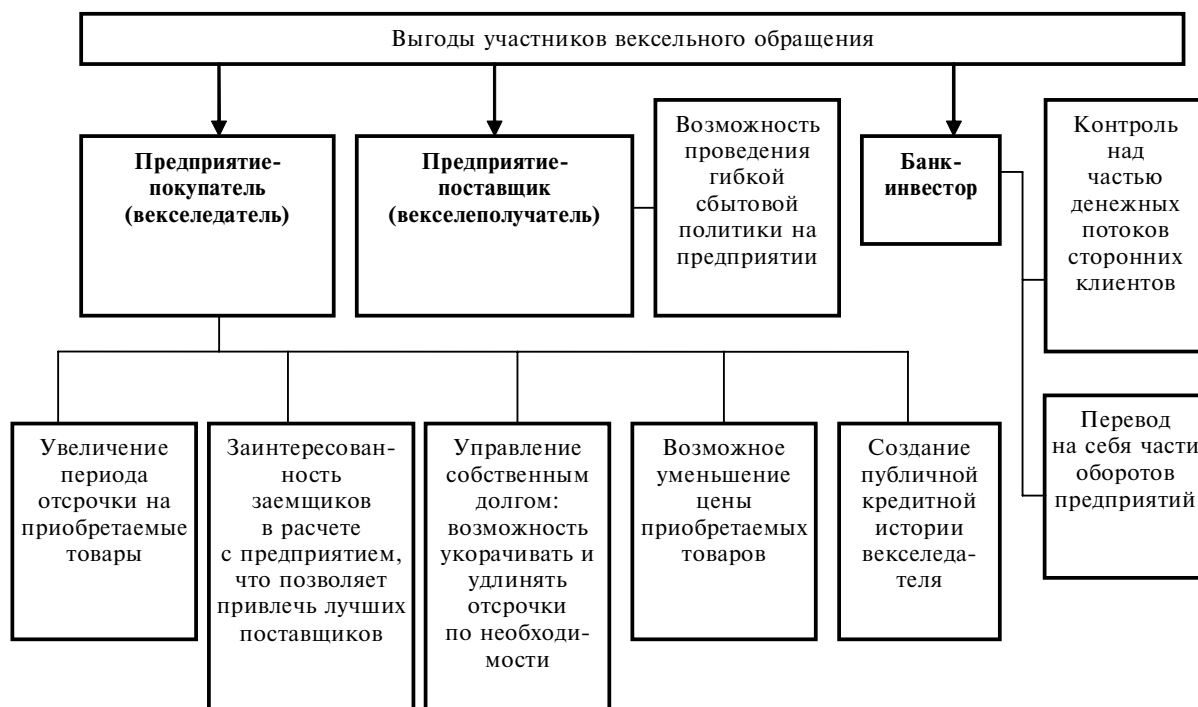 Выгоды участников вексельного обращения
Предприятие-
покупатель
(векселедатель)
Предприятие-
поставщик
(векселеполучатель)
Возможность
проведения
гибкой
сбытовой
политики на
предприятии
Банк-
инвестор
Контроль
над
частью
денежных
потоков
сторонних
клиентов
Перевод
на себя части
оборотов
предприятий
Увеличение
периода
отсрочки на
приобретаемые
товары
Заинтересован-
ность
заемщиков
в расчете
с предприятием,
что позволяет
привлечь лучших
поставщиков
Управление
собственным
долгом:
возможность
укорачивать и
удлинять
отсрочки
по необходи-
мости
Возможное
уменьшение
цены
приобретаемых
товаров
Создание
публичной
кредитной
истории
векселеда-
теля